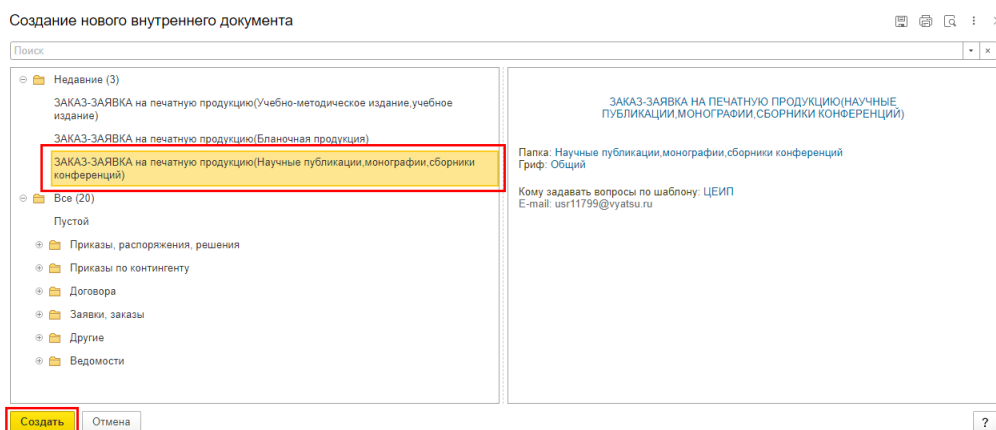 Создание нового внутреннего документа
Поиск
Недавние (3)
ЗАКАЗ-ЗАЯВКА на печатную продукцию(Учебно-методическое издание,учебное
издание)
ЗАКАЗ-ЗАЯВКА на печатную продукцию(Бланочная продукция)
ЗАКАЗ-ЗАЯВКА на печатную продукцию(Научные публикации,монографии,сборники
конференций)
Все (20)
Пустой
Приказы, распоряжения, решения
Приказы по контингенту
Договора
Заявки, заказы
Другие
Ведомости
ЗАКАЗ-ЗАЯВКА НА ПЕЧАТНУЮ ПРОДУКЦИЮ(НАУЧНЫЕ
ПУБЛИКАЦИИ,МОНОГРАФИИ,СБОРНИКИ КОНФЕРЕНЦИЙ)
Папка: Научные публикации,монографии,сборники конференций
Гриф: Общий
Кому задавать вопросы по шаблону: ЦЕИП
E-mail: usr11799@vyatsu.ru
Создать
Отмена
?